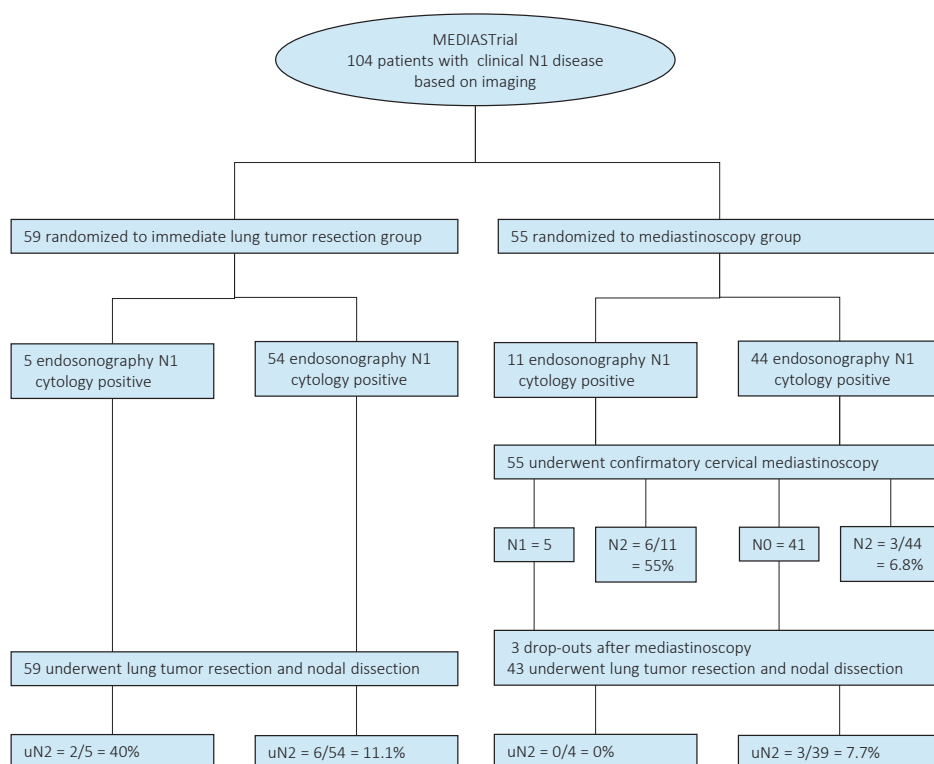 MEDIASTrial
104 patients with clinical N1 disease
based on imaging
59 randomized to immediate lung tumor resection group
55 randomized to mediastinoscopy group
5 endosonography N1
cytology positive
54 endosonography N1
cytology positive
11 endosonography N1
cytology positive
44 endosonography N1
cytology positive
55 underwent confirmatory cervical mediastinoscopy
N1 = 5
N2 = 6/11
= 55%
N0 = 41
N2 = 3/44
= 6.8%
59 underwent lung tumor resection and nodal dissection
3 drop-outs after mediastinoscopy
43 underwent lung tumor resection and nodal dissection
uN2 = 2/5 = 40%
uN2 = 6/54 = 11.1%
uN2 = 0/4 = 0%
uN2 = 3/39 = 7.7%